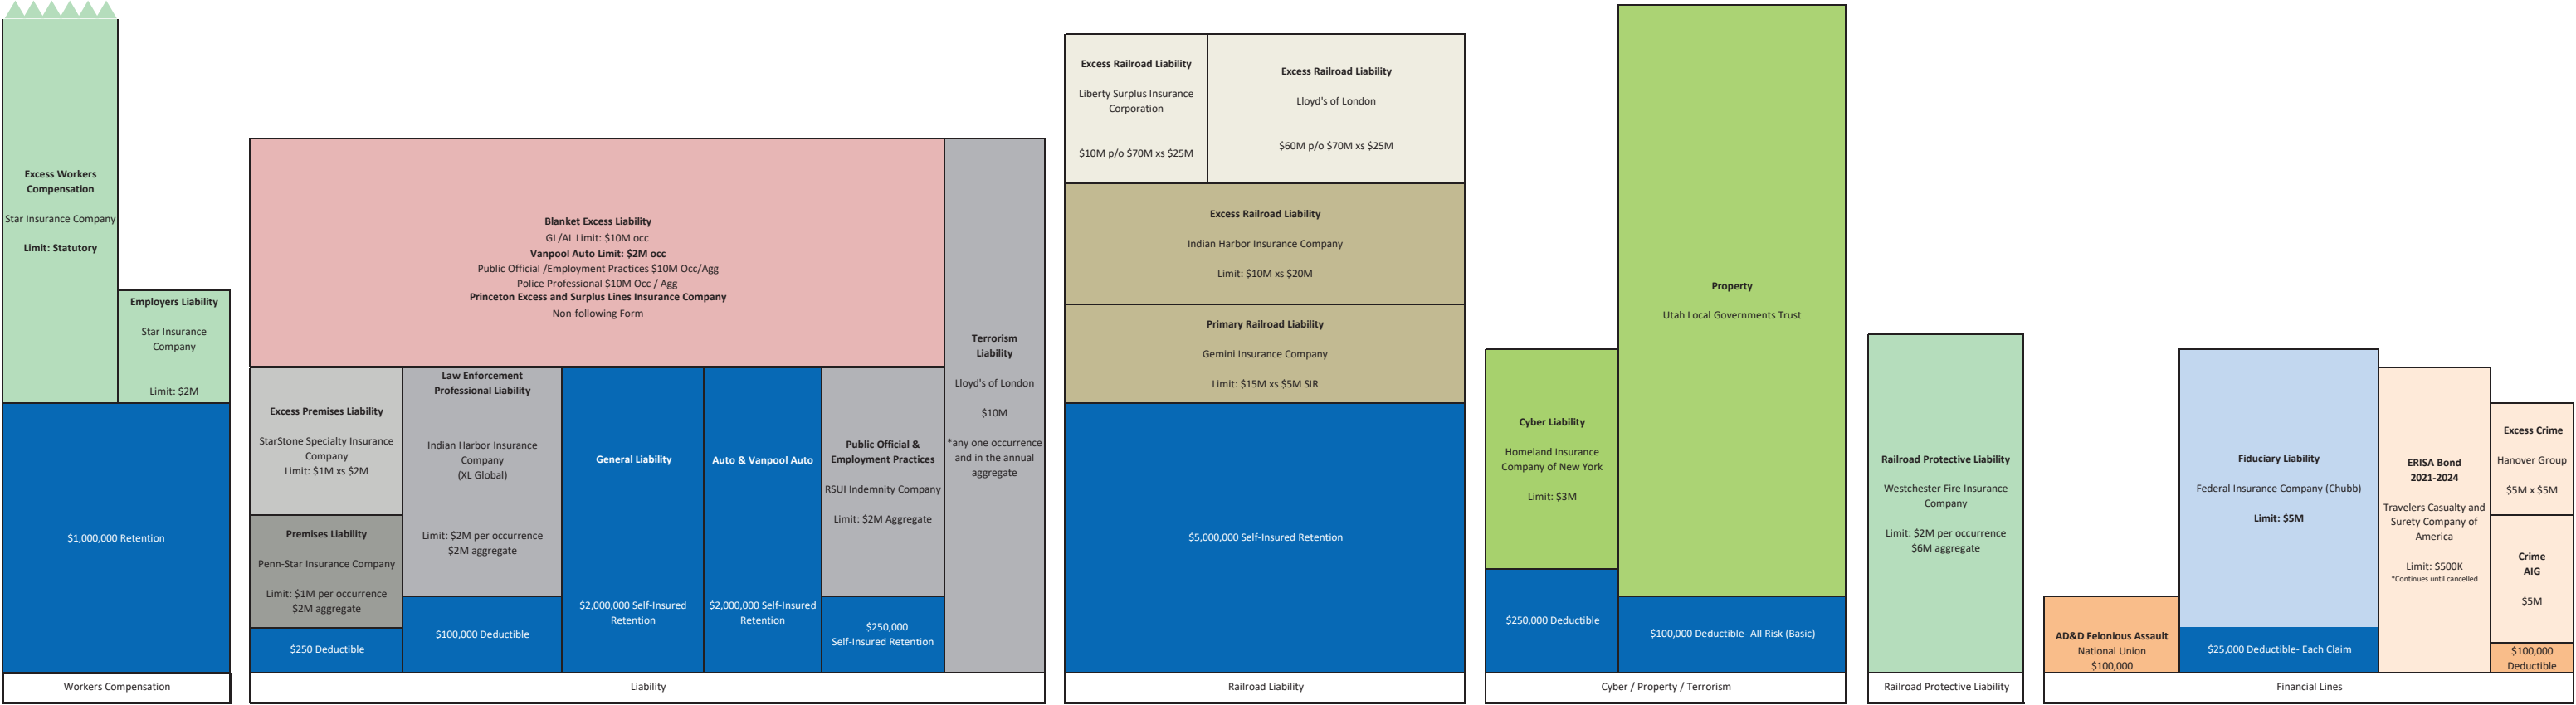 Excess Workers
Compensation
Star Insurance Company
Limit: Statutory
Employers Liability
Star Insurance
Company
Limit: $2M
$1,000,000 Retention
Workers Compensation
Blanket Excess Liability
GL/AL Limit: $10M occ
Vanpool Auto Limit: $2M occ
Public Official /Employment Practices $10M Occ/Agg
Police Professional $10M Occ / Agg
Princeton Excess and Surplus Lines Insurance Company
Non-following Form
Excess Premises Liability
StarStone Specialty Insurance
Company
Limit: $1M xs $2M
Premises Liability
Penn-Star Insurance Company
Limit: $1M per occurrence
$2M aggregate
$250 Deductible
Law Enforcement
Professional Liability
Indian Harbor Insurance
Company
(XL Global)
Limit: $2M per occurrence
$2M aggregate
$100,000 Deductible
General Liability
$2,000,000 Self-Insured
Retention
Auto & Vanpool Auto
$2,000,000 Self-Insured
Retention
Public Official &
Employment Practices
RSUI Indemnity Company
Limit: $2M Aggregate
$250,000
Self-Insured Retention
Terrorism
Liability
Lloyd's of London
$10M
*any one occurrence
and in the annual
aggregate
Liability
Excess Railroad Liability
Liberty Surplus Insurance
Corporation
$10M p/o $70M xs $25M
Excess Railroad Liability
Lloyd's of London
$60M p/o $70M xs $25M
Excess Railroad Liability
Indian Harbor Insurance Company
Limit: $10M xs $20M
Primary Railroad Liability
Gemini Insurance Company
Limit: $15M xs $5M SIR
$5,000,000 Self-Insured Retention
Railroad Liability
Cyber Liability
Homeland Insurance
Company of New York
Limit: $3M
$250,000 Deductible
Property
Utah Local Governments Trust
$100,000 Deductible- All Risk (Basic)
Cyber / Property / Terrorism
Railroad Protective Liability
Westchester Fire Insurance
Company
Limit: $2M per occurrence
$6M aggregate
Railroad Protective Liability
AD&D Felonious Assault
National Union
$100,000
Fiduciary Liability
Federal Insurance Company (Chubb)
Limit: $5M
$25,000 Deductible- Each Claim
ERISA Bond
2021-2024
Travelers Casualty and
Surety Company of
America
Limit: $500K
*Continues until cancelled
Excess Crime
Hanover Group
$5M x $5M
Crime
AIG
$5M
$100,000
Deductible
Financial Lines